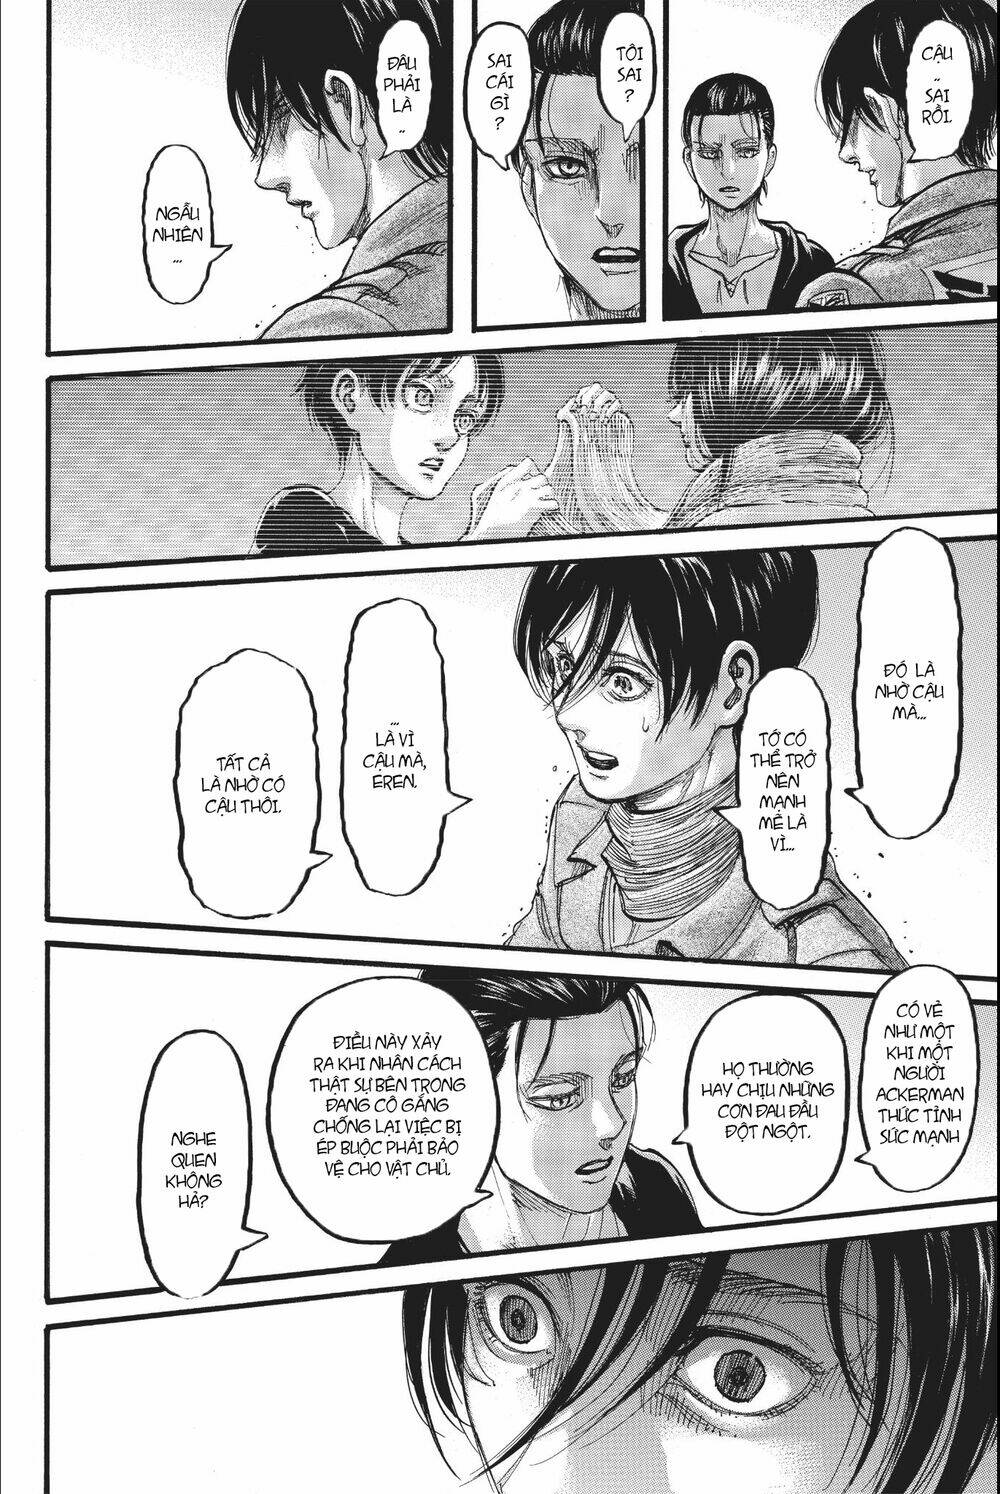 CẬU
..
SAI
RỒI.
TÔI
SAI
?
SAI
CÁI
GÌ
?
ĐÂU
PHẢI
LÀ
..
NGẪU
NHIÊN
...
ĐÓ LÀ
NHỜ CẬU
MÀ...
TỚ CÓ
THỂ TRỞ
NÊN
MẠNH
MẼ LÀ
VÌ...
...
LÀ VÌ
CẬU MÀ,
EREN.
TẤT CẢ
LÀ NHỜ CÓ
CẬU THÔI.
CÓ VẺ
NHƯ MỘT
KHI MỘT
NGƯỜI
ACKERMAN
THỨC TỈNH
SỨC MẠNH
HỌ THƯỜNG
HAY CHỊU NHỮNG
CƠN ĐAU ĐẦU
ĐỘT NGỘT.
ĐIỀU NÀY XẢY
RA KHI NHÂN CÁCH
THẬT SỰ BÊN TRONG
ĐANG CỐ GẮNG
CHỐNG LẠI VIỆC BỊ
ÉP BUỘC PHẢI BẢO
VỆ CHO VẬT CHỦ.
NGHE
QUEN
KHÔNG
HẢ?